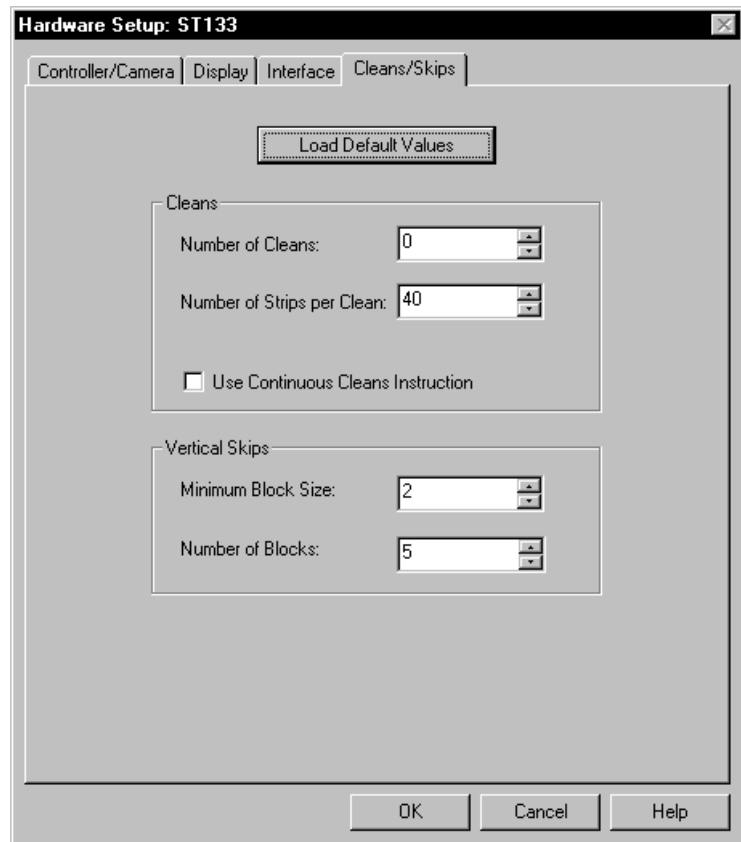 Hardware Setup: ST133
Controller/Camera Display Interface Cleans/Skips
Load Default Values
Cleans
Number of Cleans: 0
Number of Strips per Clean: 40
Use Continuous Cleans Instruction
Vertical Skips
Minimum Block Size: 2
Number of Blocks: 5
OK Cancel Help